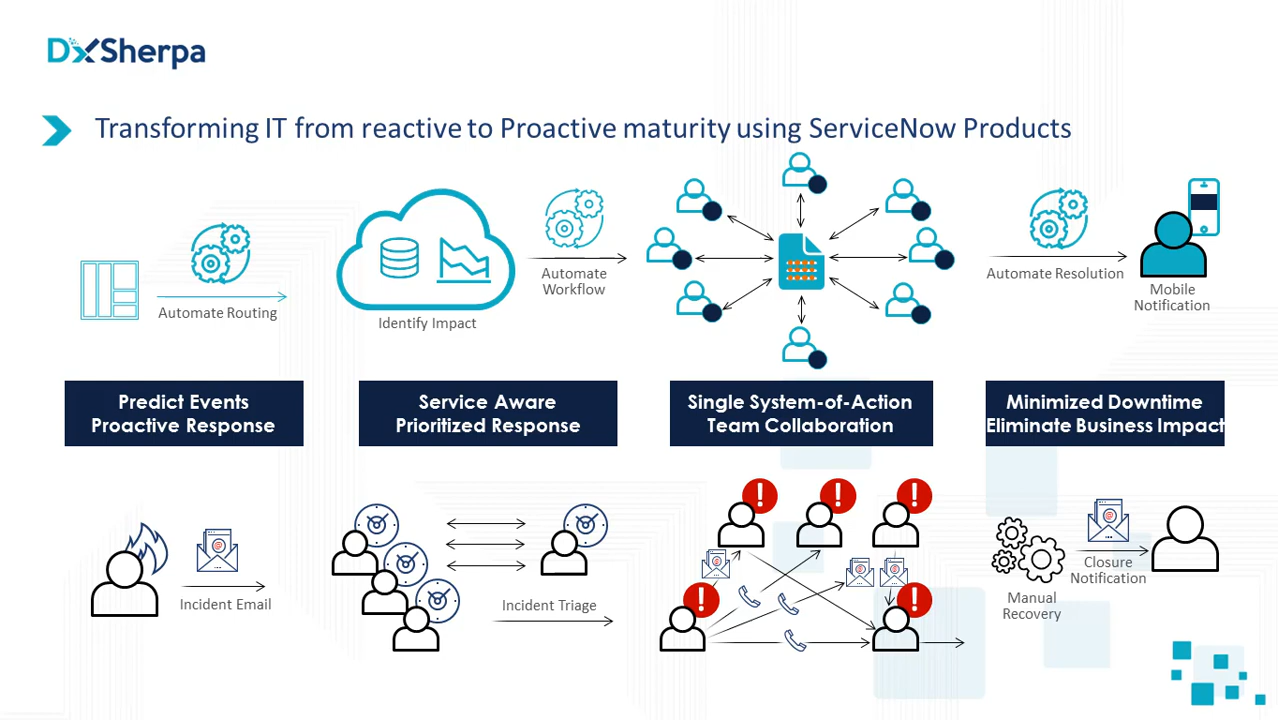 DxSherpa
Transforming IT from reactive to Proactive maturity using ServiceNow Products
Automate Routing
Identify Impact
Automate
Workflow
Automate Resolution
Mobile
Notification
Predict Events
Proactive Response
Service Aware
Prioritized Response
Single System-of-Action
Team Collaboration
Minimized Downtime
Eliminate Business Impact
Incident Email
Incident Triage
Closure
Notification
Manual
Recovery